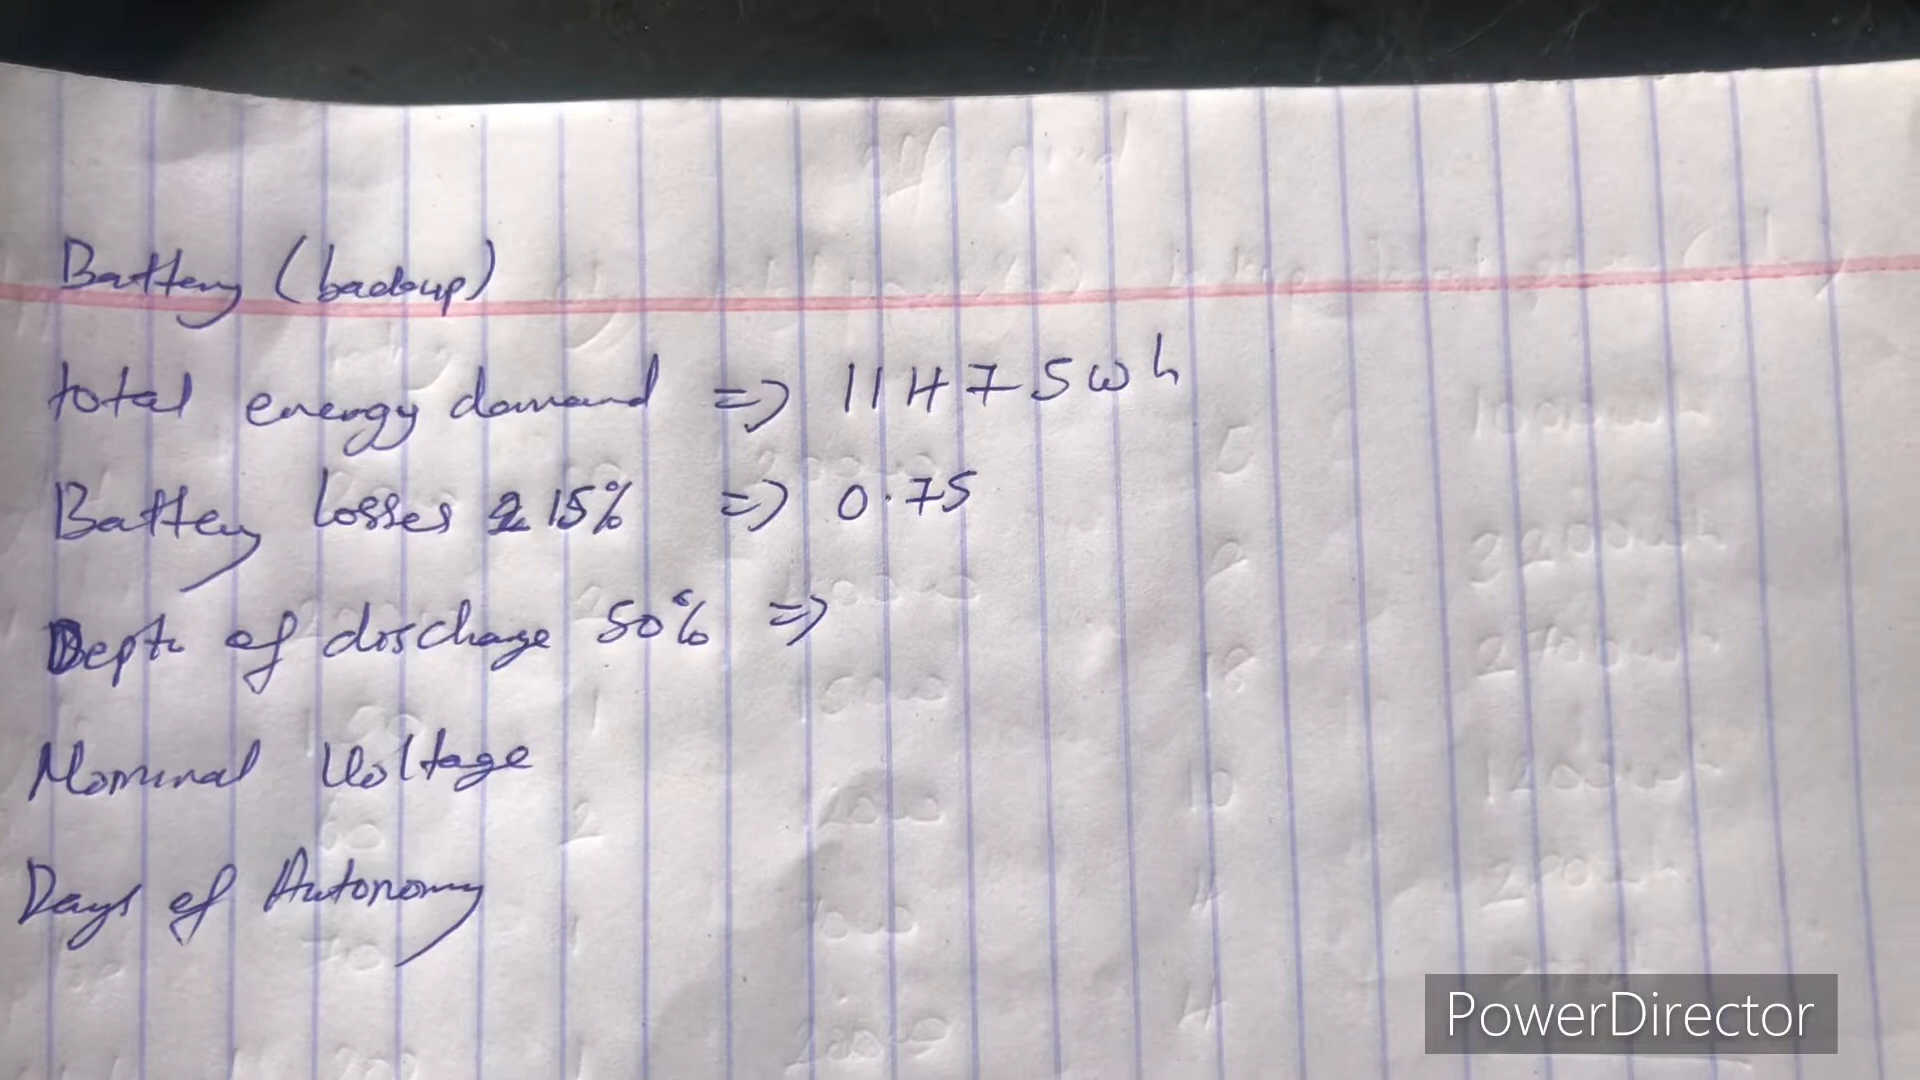 Battery (backup)
total energy demand => 11475wh
Battery losses 15% => 0.75
Depth of discharge 50% =>
Nominal Voltage
Days of Autonomy
PowerDirector